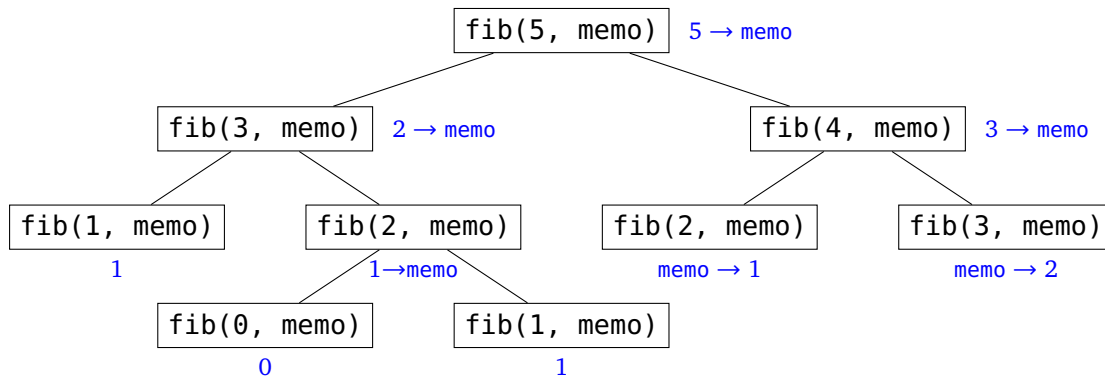 fib(5, memo) 5 → memo
fib(3, memo) 2 → memo fib(4, memo) 3 → memo
fib(1, memo) fib(2, memo) fib(2, memo) fib(3, memo)
1 1→memo memo → 1 memo → 2
fib(0, memo) fib(1, memo)
0 1